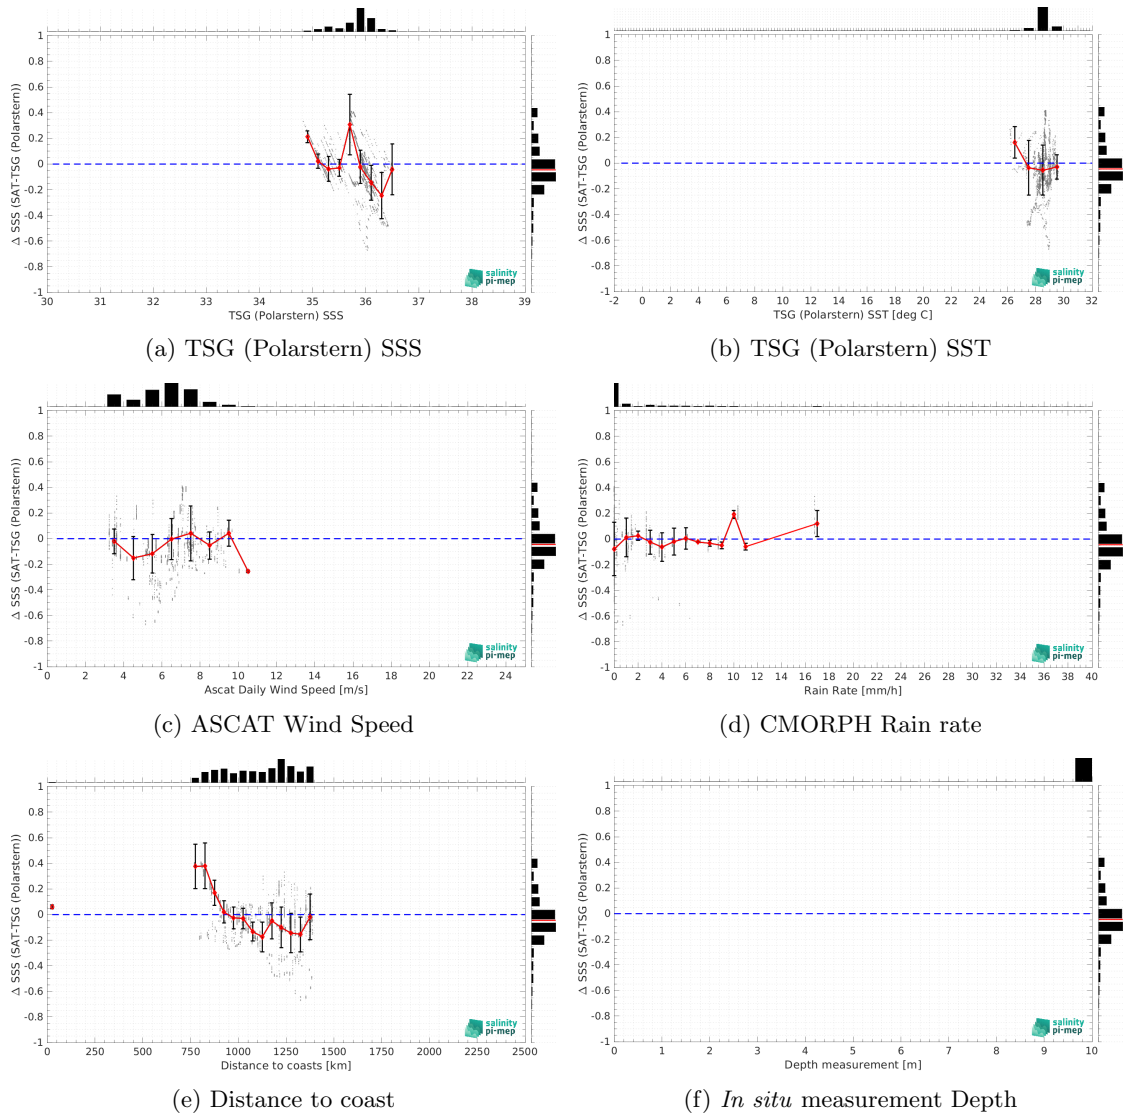 Δ SSS (SAT-TSG (Polarstern))
1
0.8
0.6
0.4
0.2
0
-0.2
-0.4
-0.6
-0.8
-1
30 31 32 33 34 35 36 37 38 39
TSG (Polarstern) SSS
salinity
pi-mep
(a) TSG (Polarstern) SSS
Δ SSS (SAT-TSG (Polarstern))
1
0.8
0.6
0.4
0.2
0
-0.2
-0.4
-0.6
-0.8
-1
-2 0 2 4 6 8 10 12 14 16 18 20 22 24 26 28 30 32
TSG (Polarstern) SST [deg C]
salinity
pi-mep
(b) TSG (Polarstern) SST
Δ SSS (SAT-TSG (Polarstern))
1
0.8
0.6
0.4
0.2
0
-0.2
-0.4
-0.6
-0.8
-1
0 2 4 6 8 10 12 14 16 18 20 22 24
Ascat Daily Wind Speed [m/s]
salinity
pi-mep
(c) ASCAT Wind Speed
Δ SSS (SAT-TSG (Polarstern))
1
0.8
0.6
0.4
0.2
0
-0.2
-0.4
-0.6
-0.8
-1
0 2 4 6 8 10 12 14 16 18 20 22 24 26 28 30 32 34 36 38 40
Rain Rate [mm/h]
salinity
pi-mep
(d) CMORPH Rain rate
Δ SSS (SAT-TSG (Polarstern))
1
0.8
0.6
0.4
0.2
0
-0.2
-0.4
-0.6
-0.8
-1
0 250 500 750 1000 1250 1500 1750 2000 2250 2500
Distance to coasts [km]
salinity
pi-mep
(e) Distance to coast
Δ SSS (SAT-TSG (Polarstern))
1
0.8
0.6
0.4
0.2
0
-0.2
-0.4
-0.6
-0.8
-1
0 1 2 3 4 5 6 7 8 9 10
Depth measurement [m]
salinity
pi-mep
(f) In situ measurement Depth